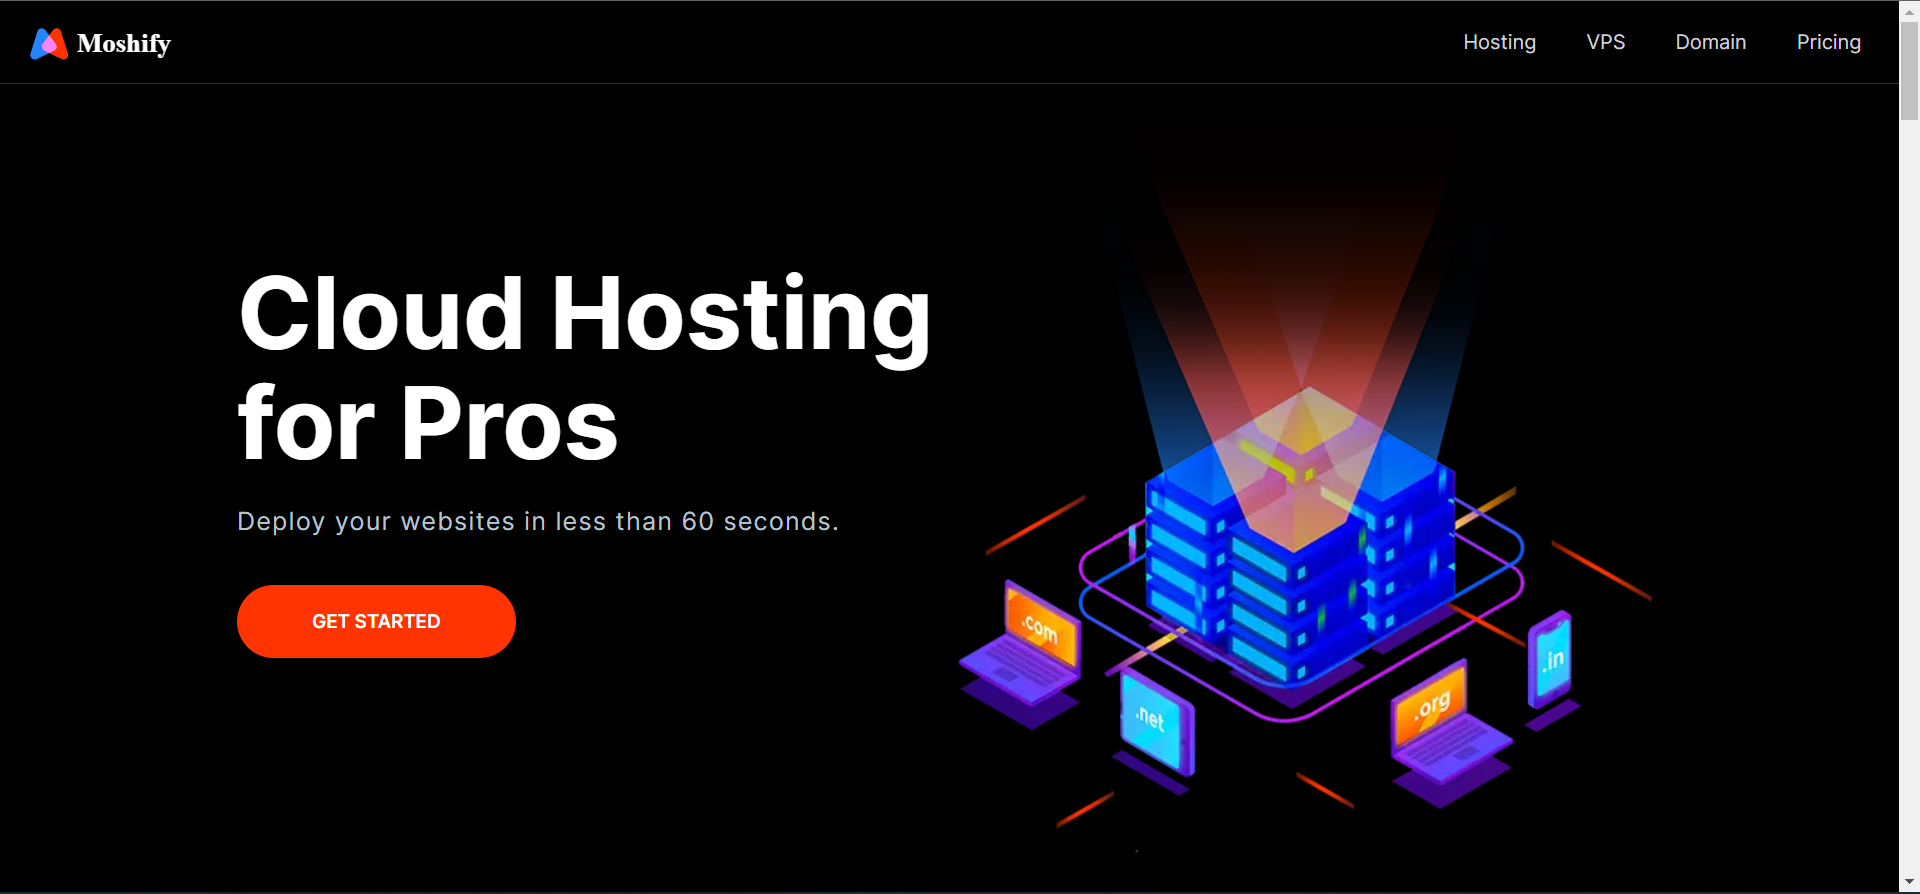 Moshify
Hosting VPS Domain Pricing
Cloud Hosting
for Pros
Deploy your websites in less than 60 seconds.
GET STARTED
.com
.net
.org
.in